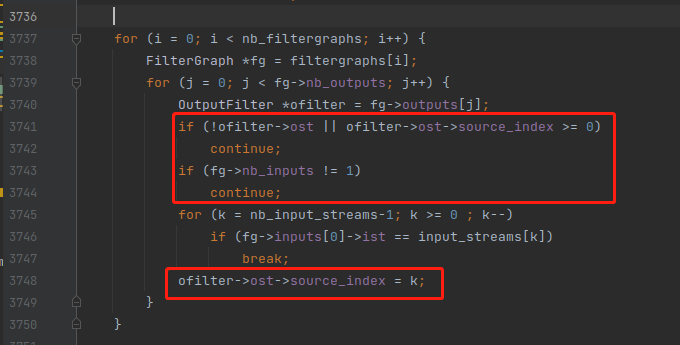 3736
3737 for (i = 0; i < nb_filtergraphs; i++) {
3738 FilterGraph *fg = filtergraphs[i];
3739 for (j = 0; j < fg->nb_outputs; j++) {
3740 OutputFilter *ofilter = fg->outputs[j];
3741 if (!ofilter->ost || ofilter->ost->source_index >= 0)
3742 continue;
3743 if (fg->nb_inputs != 1)
3744 continue;
3745 for (k = nb_input_streams-1; k >= 0 ; k--)
3746 if (fg->inputs[0]->ist == input_streams[k])
3747 break;
3748 ofilter->ost->source_index = k;
3749 }
3750 }